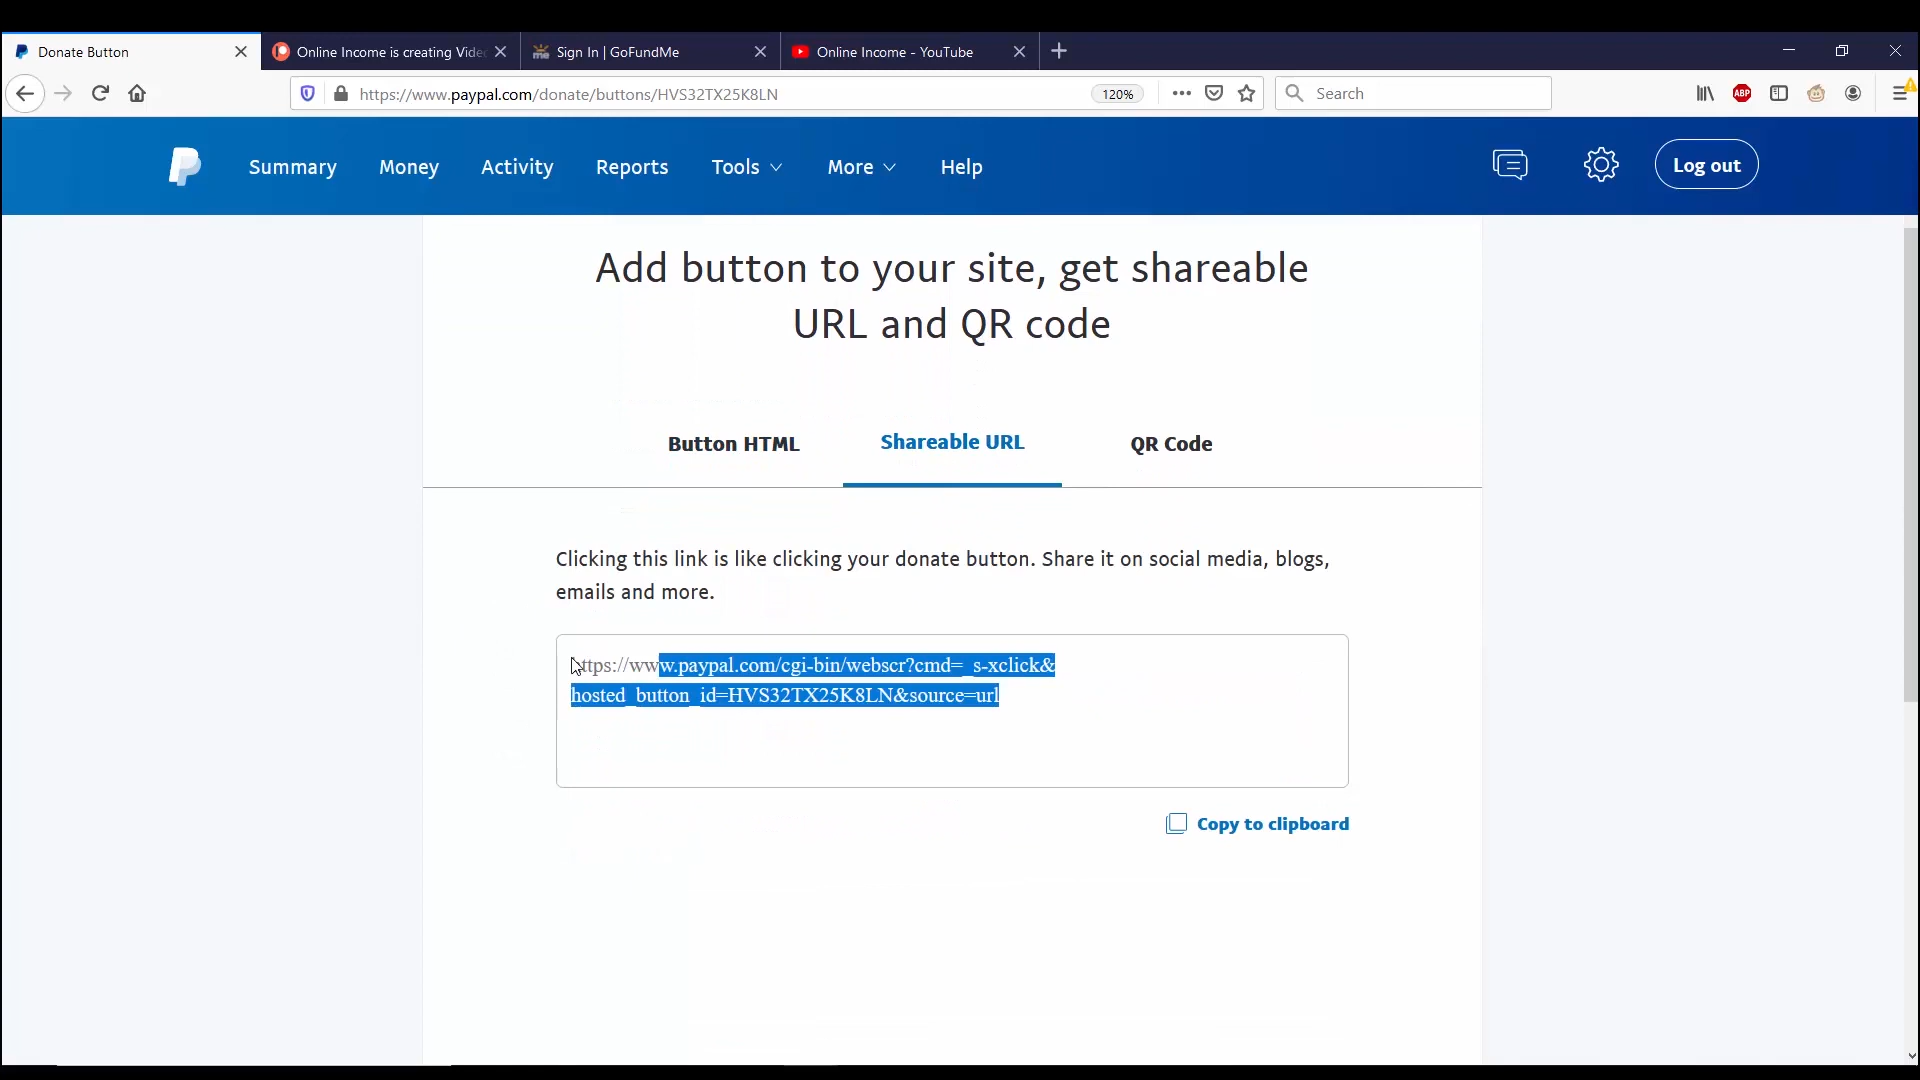 Donate Button
Online Income is creating Vide
Sign In | GoFundMe
Online Income - YouTube
https://www.paypal.com/donate/buttons/HVS32TX25K8LN
120%
Search
ABP
Summary
Money
Activity
Reports
Tools
More
Help
Log out
Add button to your site, get shareable
URL and QR code
Button HTML
Shareable URL
QR Code
Clicking this link is like clicking your donate button. Share it on social media, blogs,
emails and more.
https://www.paypal.com/cgi-bin/webscr?cmd=_s-xclick&
hosted_button_id=HVS32TX25K8LN&source=url
Copy to clipboard